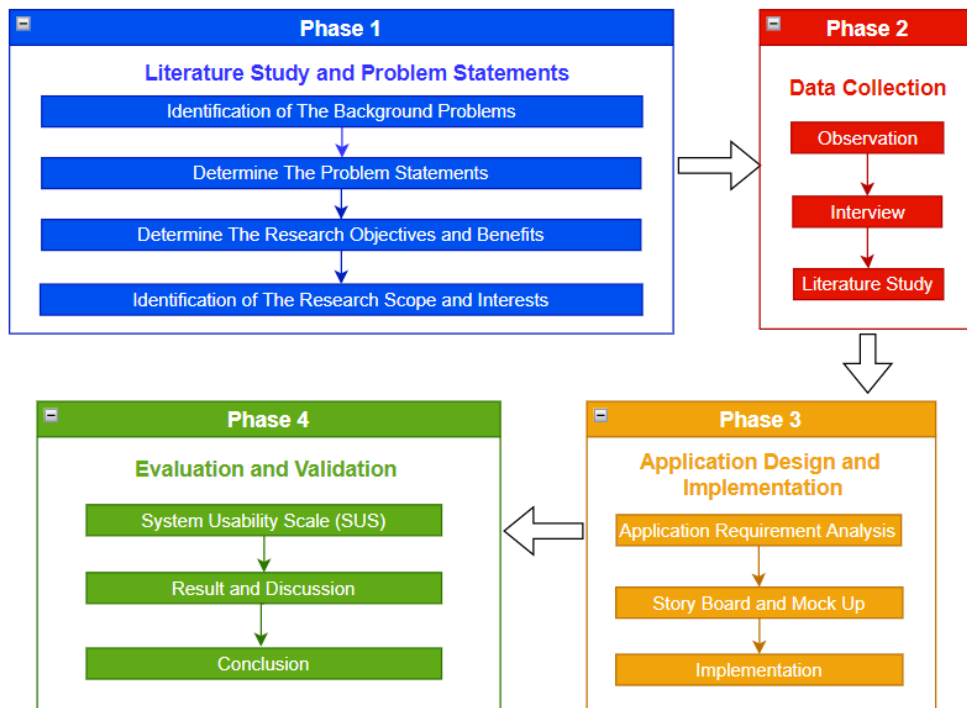 Phase 1
Literature Study and Problem Statements
Identification of The Background Problems
Determine The Problem Statements
Determine The Research Objectives and Benefits
Identification of The Research Scope and Interests
Phase 2
Data Collection
Observation
Interview
Literature Study
Phase 3
Application Design and
Implementation
Application Requirement Analysis
Story Board and Mock Up
Implementation
Phase 4
Evaluation and Validation
System Usability Scale (SUS)
Result and Discussion
Conclusion